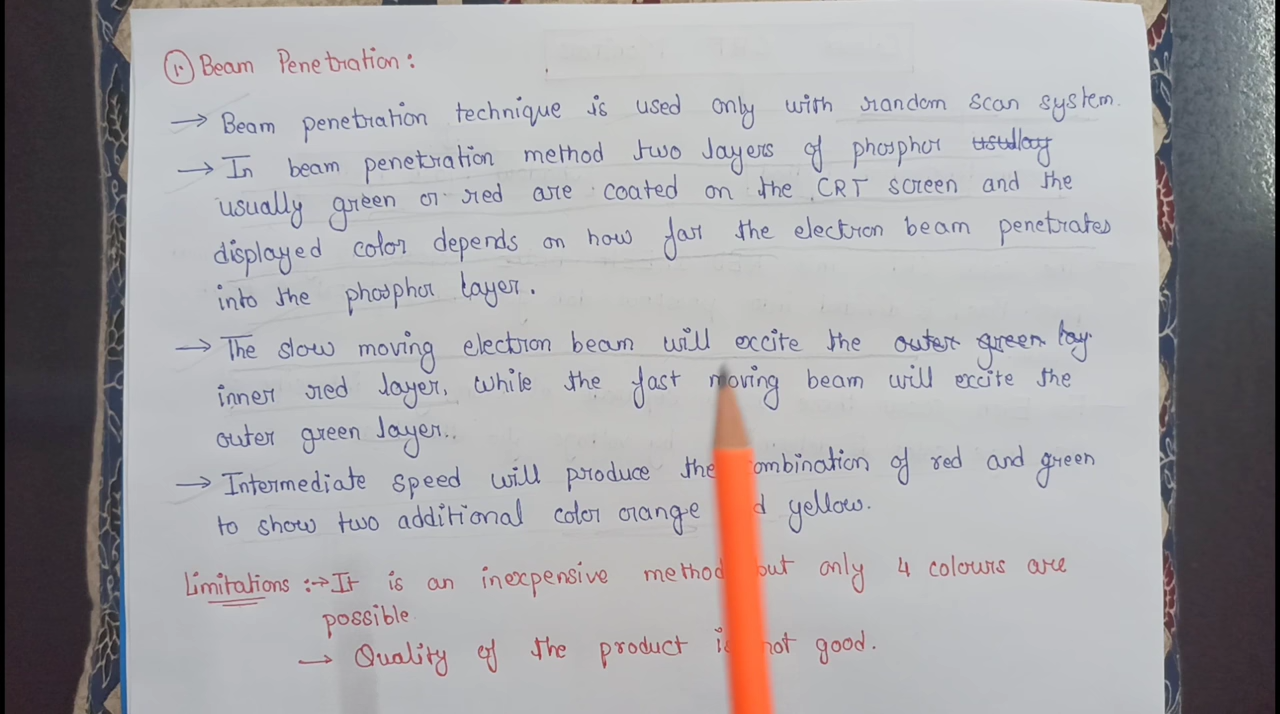 1. Beam Penetration:
→ Beam penetration technique is used only with random scan system.
→ In beam penetration method two layers of phosphor usullay
usually green or red are coated on the CRT screen and the
displayed color depends on how far the electron beam penetrates
into the phosphor layer.
→ The slow moving electron beam will excite the outer green lay
inner red layer, while the fast moving beam will excite the
outer green layer..
→ Intermediate speed will produce the ombination of red and green
to show two additional color orange d yellow.
Limitations :→ It is an inexpensive method but only 4 colours are
possible
→ Quality of the product is not good.